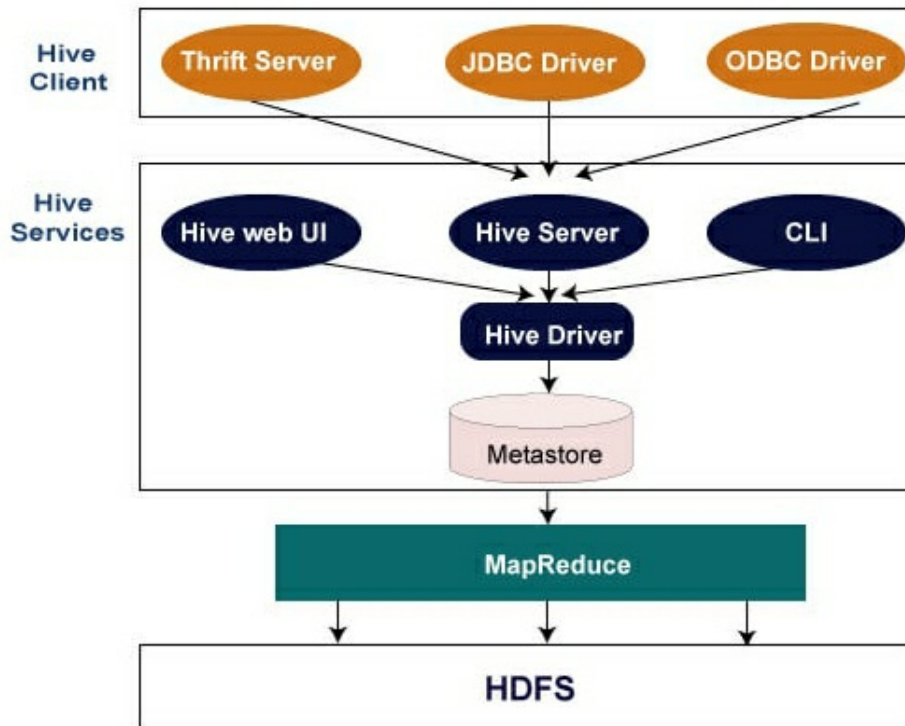 Hive
Client
Thrift Server
JDBC Driver
ODBC Driver
Hive
Services
Hive web UI
Hive Server
CLI
Hive Driver
Metastore
MapReduce
HDFS